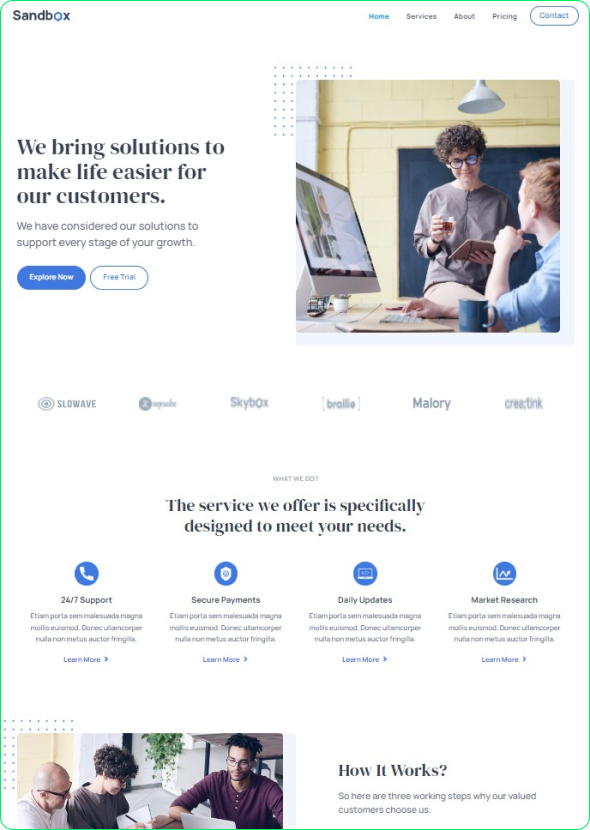 Sandbox
Home Services About Pricing Contact
We bring solutions to
make life easier for
our customers.
We have considered our solutions to
support every stage of your growth.
Explore Now Free Trial
SLOWAVE Skybox braille Malory crea;tink
WHAT WE DO?
The service we offer is specifically
designed to meet your needs.
24/7 Support Secure Payments Daily Updates Market Research
Etiam porta sem malesuada magna Etiam porta sem malesuada magna Etiam porta sem malesuada magna Etiam porta sem malesuada magna
mollis euismod. Donec ullamcorper mollis euismod. Donec ullamcorper mollis euismod. Donec ullamcorper mollis euismod. Donec ullamcorper
nulla non metus auctor fringilla. nulla non metus auctor fringilla. nulla non metus auctor fringilla. nulla non metus auctor fringilla.
Learn More Learn More Learn More Learn More
How It Works?
So here are three working steps why our valued
customers choose us.